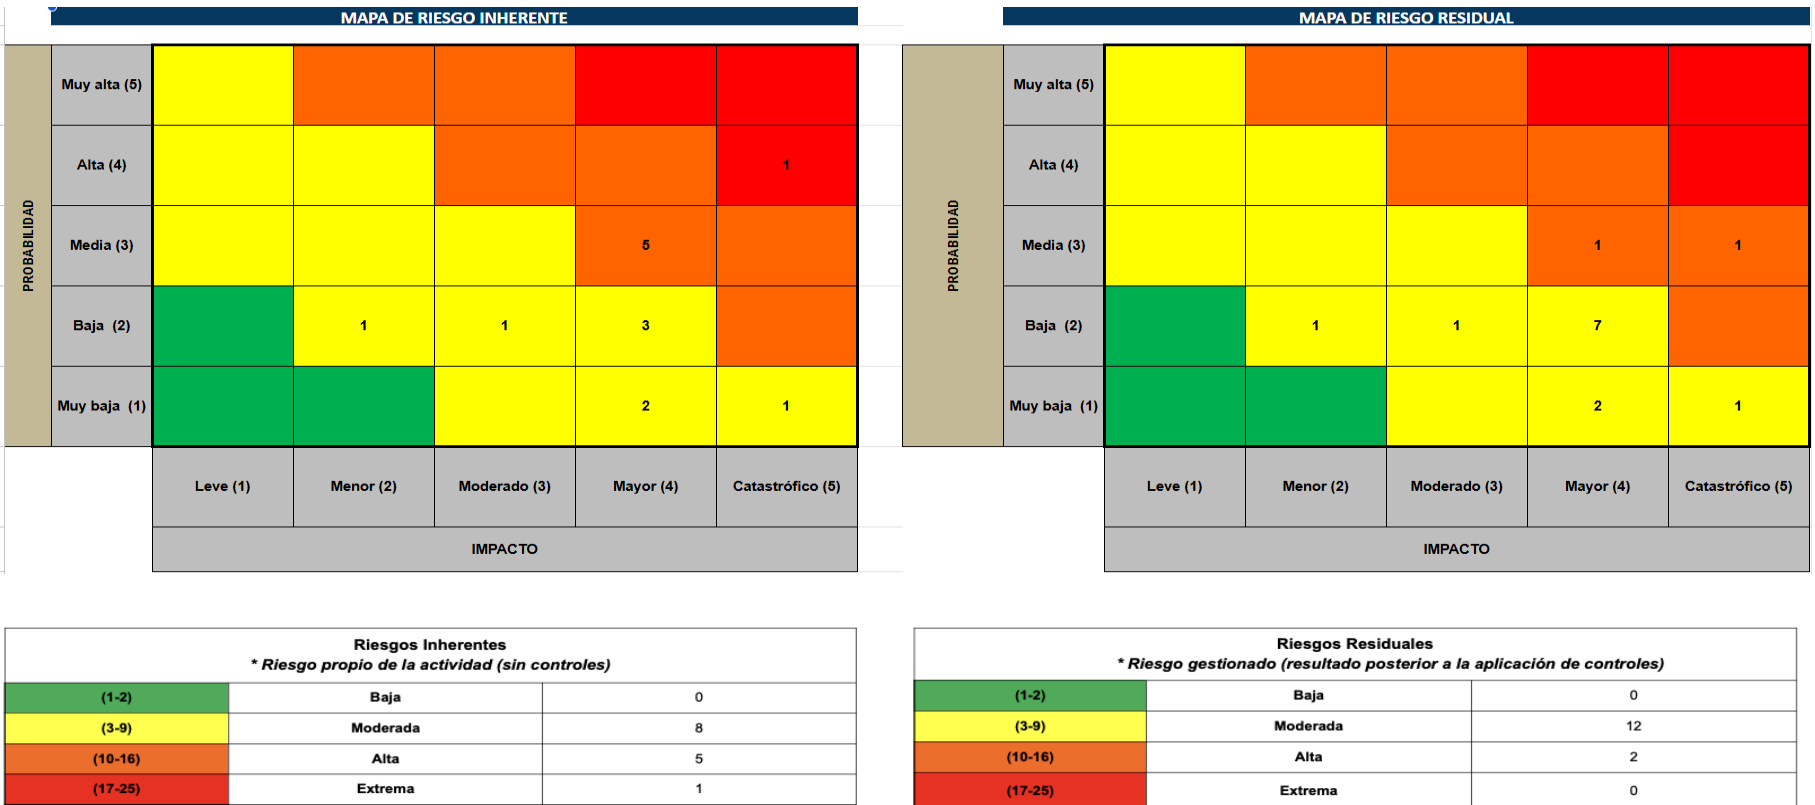 MAPA DE RIESGO INHERENTE
PROBABILIDAD
Muy alta (5)
Alta (4)
1
Media (3)
5
Baja (2)
1
1
3
Muy baja (1)
2
1
Leve (1)
Menor (2)
Moderado (3)
Mayor (4)
Catastrófico (5)
IMPACTO
MAPA DE RIESGO RESIDUAL
PROBABILIDAD
Muy alta (5)
Alta (4)
Media (3)
1
1
Baja (2)
1
1
7
Muy baja (1)
2
1
Leve (1)
Menor (2)
Moderado (3)
Mayor (4)
Catastrófico (5)
IMPACTO
Riesgos Inherentes
* Riesgo propio de la actividad (sin controles)
(1-2) Baja 0
(3-9) Moderada 8
(10-16) Alta 5
(17-25) Extrema 1
Riesgos Residuales
* Riesgo gestionado (resultado posterior a la aplicación de controles)
(1-2) Baja 0
(3-9) Moderada 12
(10-16) Alta 2
(17-25) Extrema 0